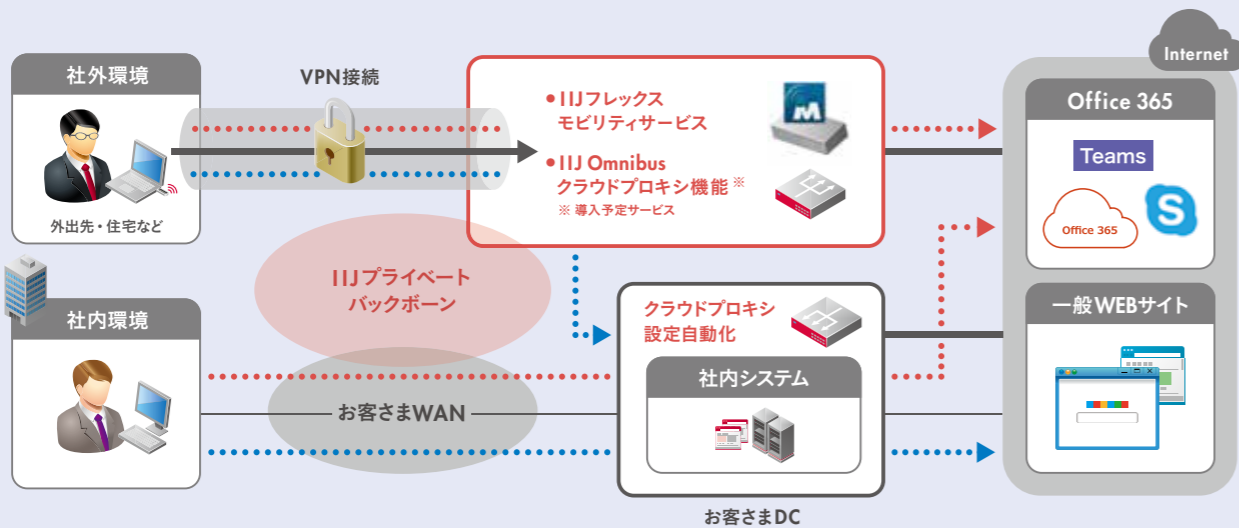 Internet
社外環境
外出先・住宅など
VPN接続
•IIJフレックス
モビリティサービス
•IIJ Omnibus
クラウドプロキシ機能※
※ 導入予定サービス
Office 365
Teams
Office 365
S
IIJプライベート
バックボーン
社内環境
お客さまWAN
クラウドプロキシ
設定自動化
社内システム
お客さまDC
一般WEBサイト